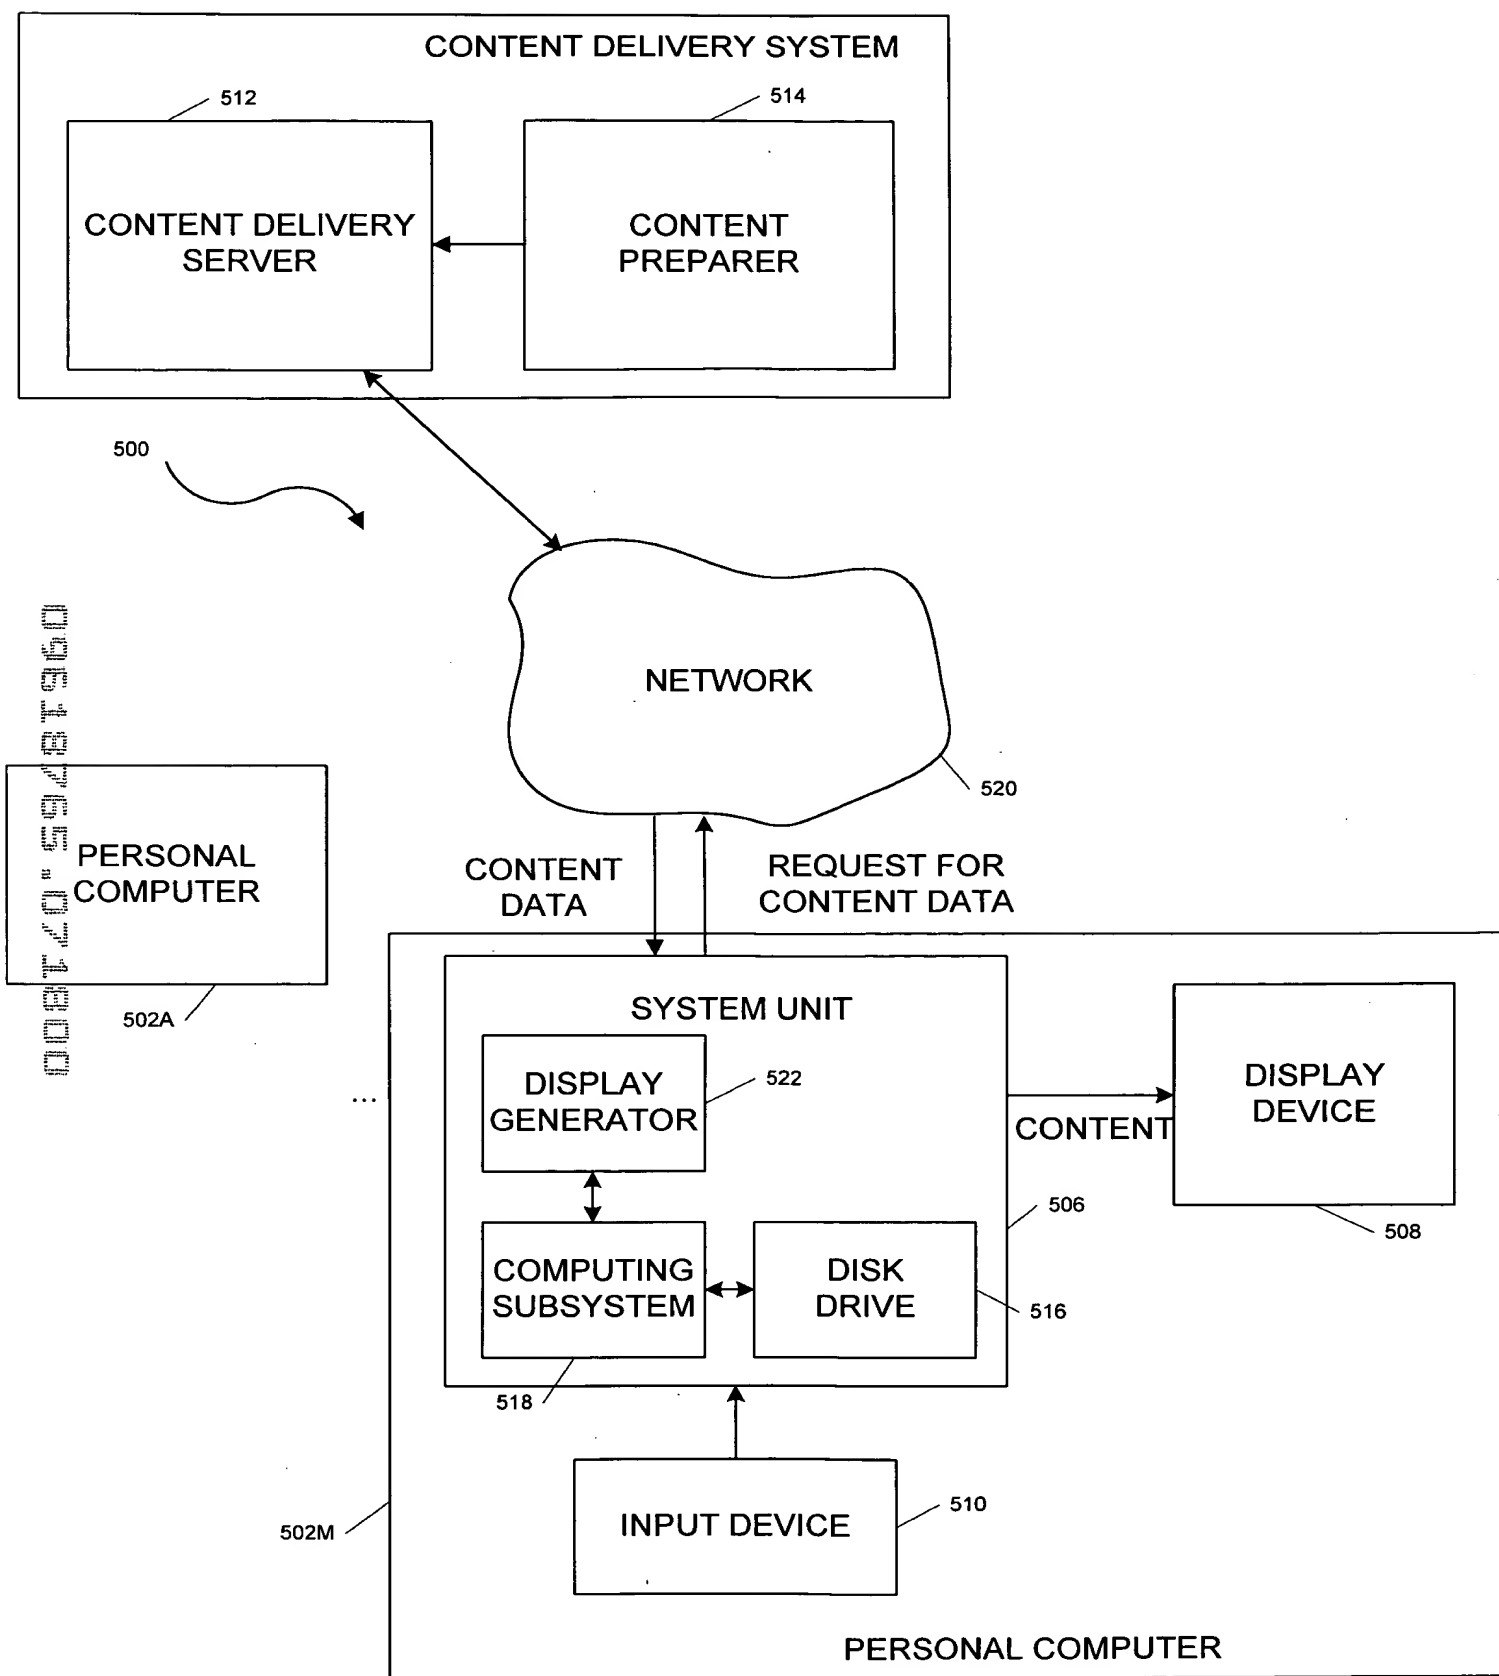 CONTENT DELIVERY SYSTEM
512
514
CONTENT DELIVERY
SERVER
CONTENT
PREPARER
500
NETWORK
520
09618765.071800
PERSONAL
COMPUTER
502A
CONTENT
DATA
REQUEST FOR
CONTENT DATA
SYSTEM UNIT
DISPLAY
GENERATOR
522
...
CONTENT
DISPLAY
DEVICE
506
508
COMPUTING
SUBSYSTEM
DISK
DRIVE
516
518
502M
INPUT DEVICE
510
PERSONAL COMPUTER